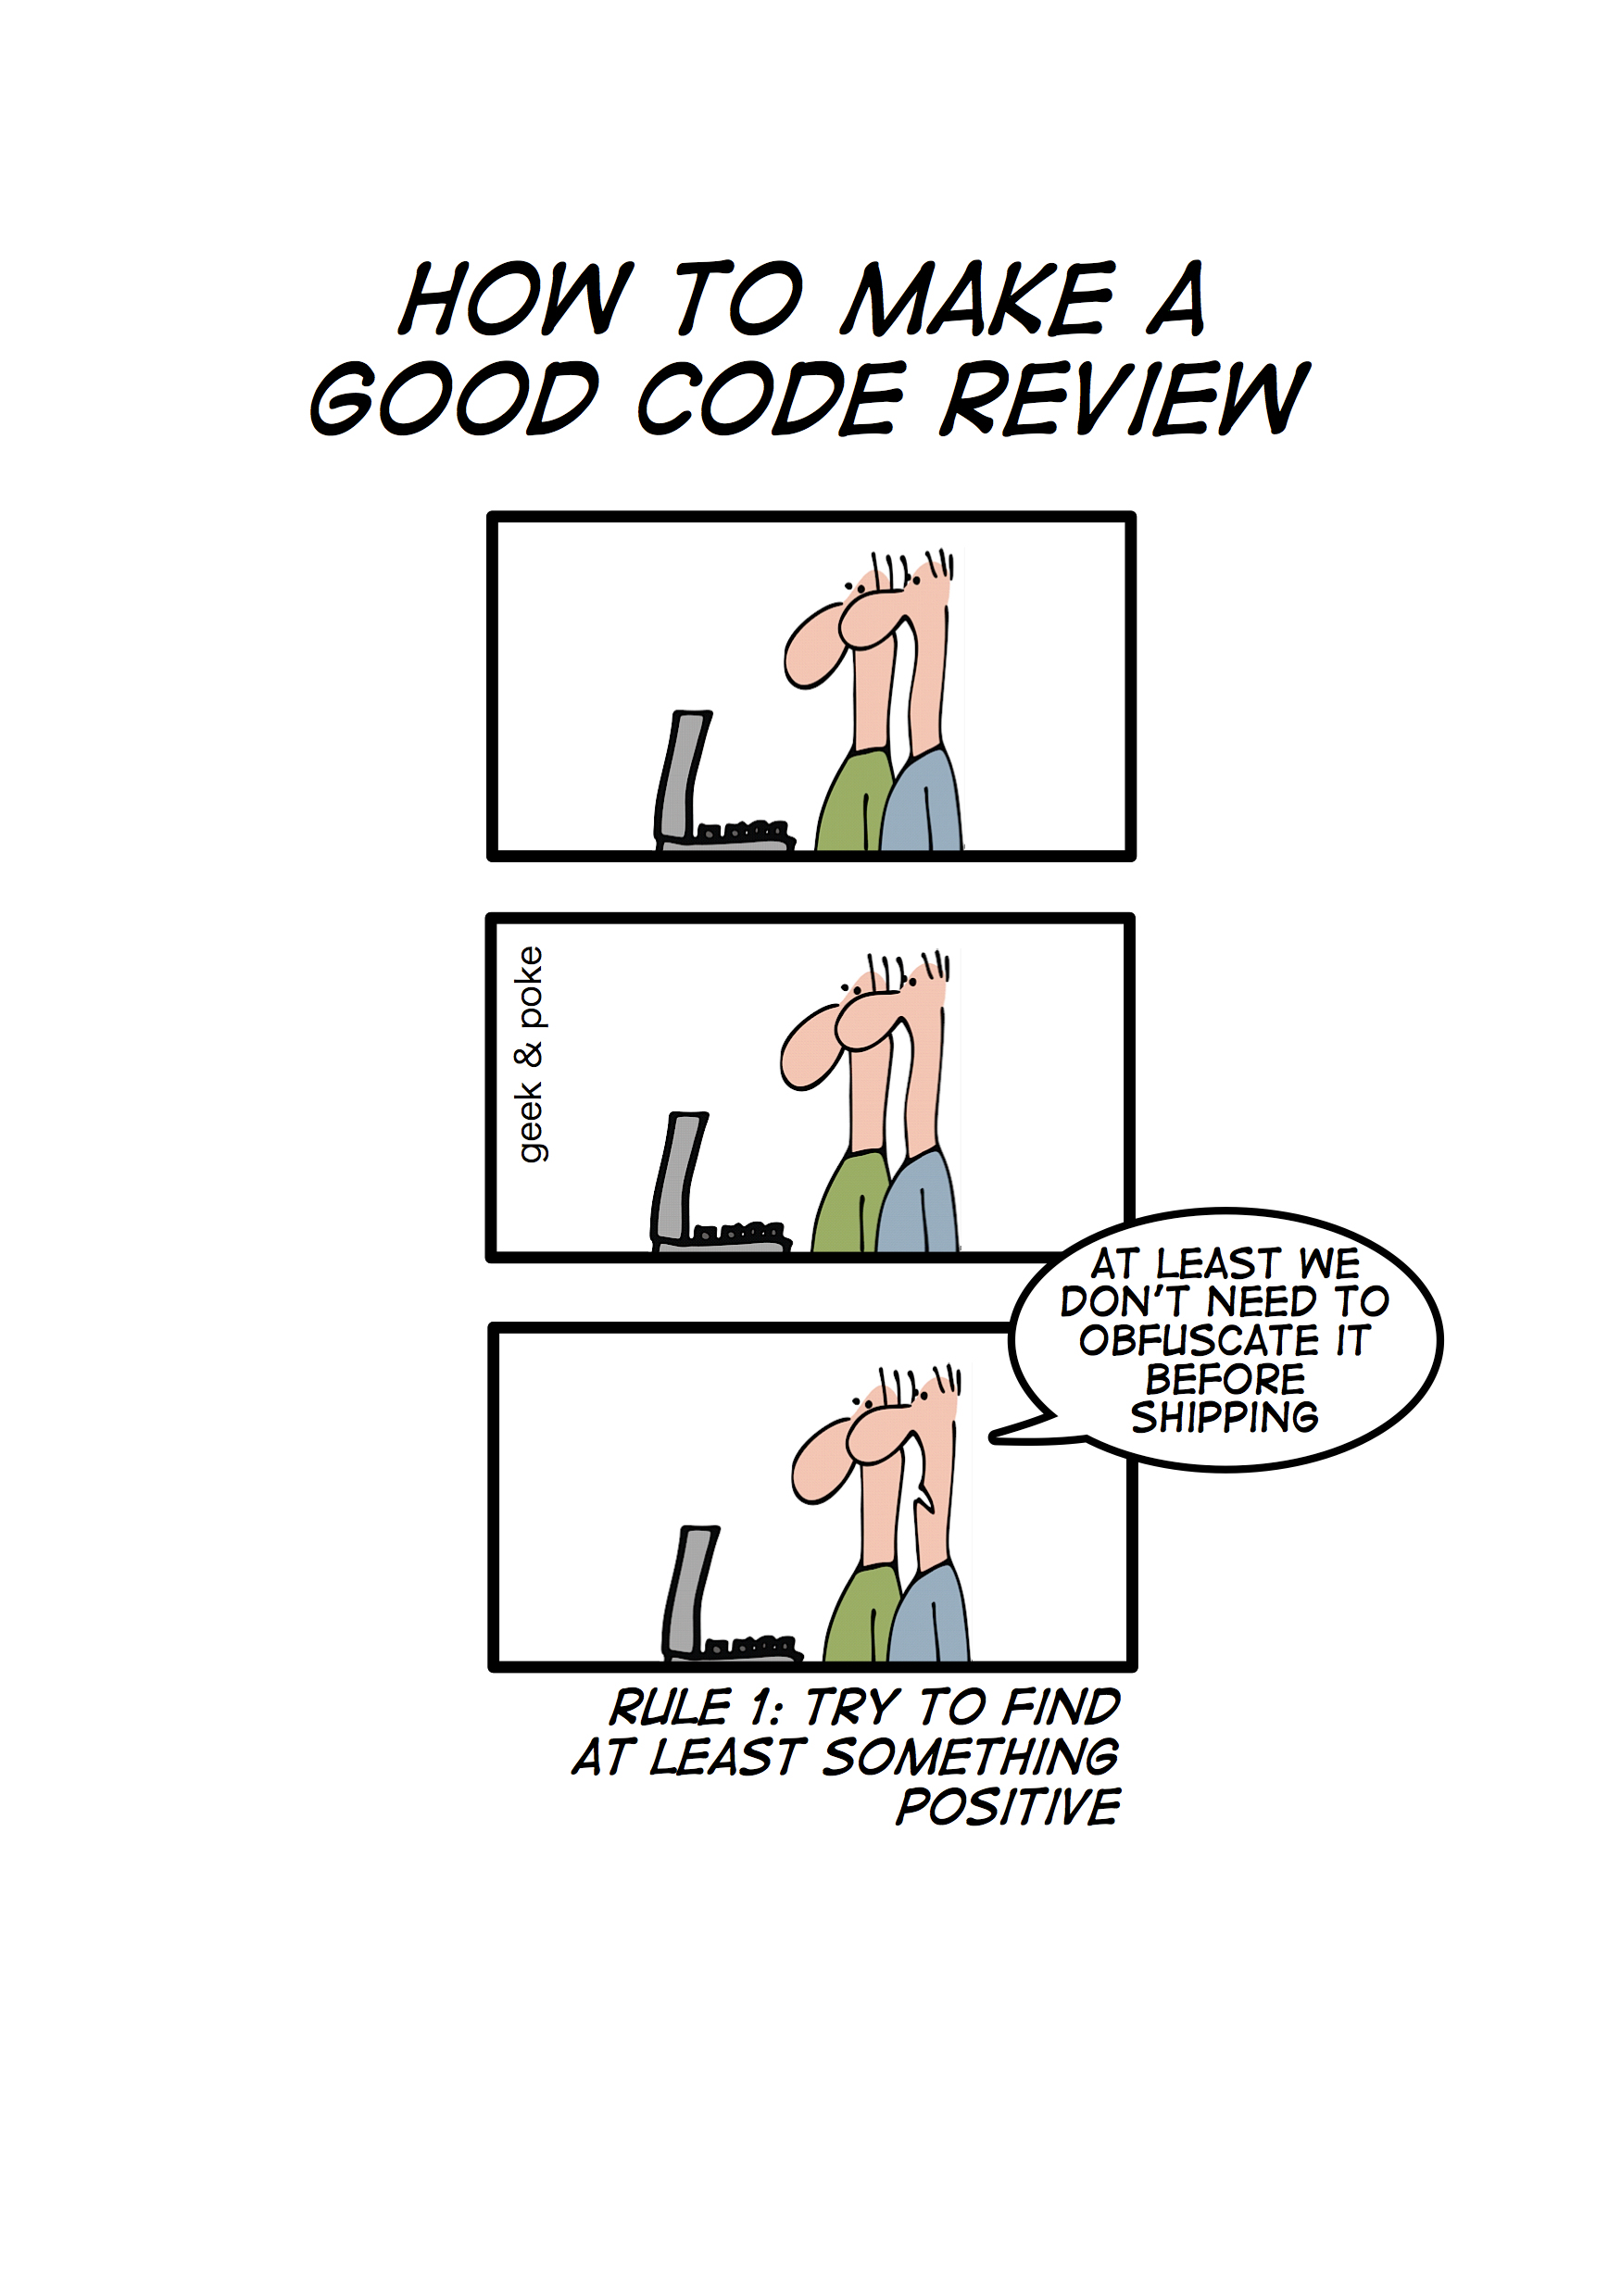 HOW TO MAKE A
GOOD CODE REVIEW
geek & poke
AT LEAST WE
DON'T NEED TO
OBFUSCATE IT
BEFORE
SHIPPING
RULE 1: TRY TO FIND
AT LEAST SOMETHING
POSITIVE